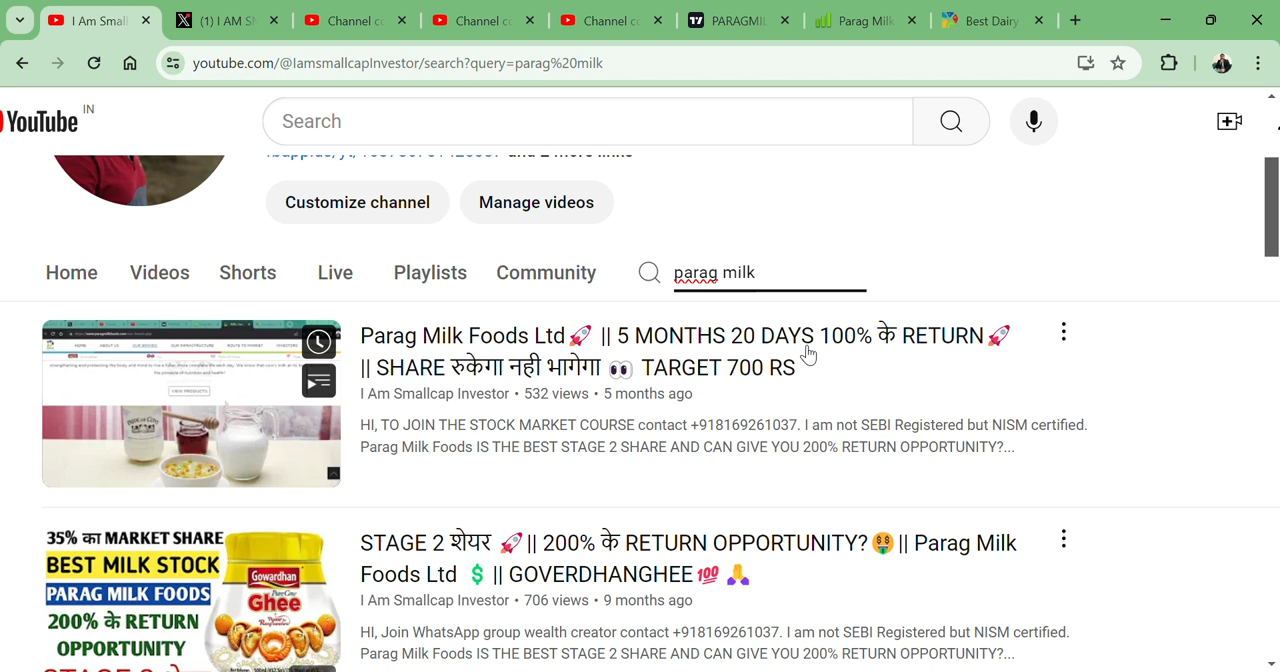 I Am Small
(1) I AM S
Channel c
Channel c
Channel c
PARAGMIL
Parag Milk
Best Dairy
youtube.com/@IamsmallcapInvestor/search?query=parag%20milk
YouTube IN
Search
Customize channel
Manage videos
Home
Videos
Shorts
Live
Playlists
Community
parag milk
Parag Milk Foods Ltd🚀 || 5 MONTHS 20 DAYS 100% के RETURN🚀
|| SHARE रुकेगा नही भागेगा 👀 TARGET 700 RS
I Am Smallcap Investor • 532 views • 5 months ago
HI, TO JOIN THE STOCK MARKET COURSE contact +918169261037. I am not SEBI Registered but NISM certified.
Parag Milk Foods IS THE BEST STAGE 2 SHARE AND CAN GIVE YOU 200% RETURN OPPORTUNITY?...
VIEW PRODUCTS
35% का MARKET SHARE
BEST MILK STOCK
PARAG MILK FOODS
200% के RETURN
OPPORTUNITY
Gowardhan
Pure Cow
Ghee
STAGE 2 शेयर 🚀|| 200% के RETURN OPPORTUNITY?🤑|| Parag Milk
Foods Ltd 💲 || GOVERDHANGHEE💯 🙏
I Am Smallcap Investor • 706 views • 9 months ago
HI, Join WhatsApp group wealth creator contact +918169261037. I am not SEBI Registered but NISM certified.
Parag Milk Foods IS THE BEST STAGE 2 SHARE AND CAN GIVE YOU 200% RETURN OPPORTUNITY?...